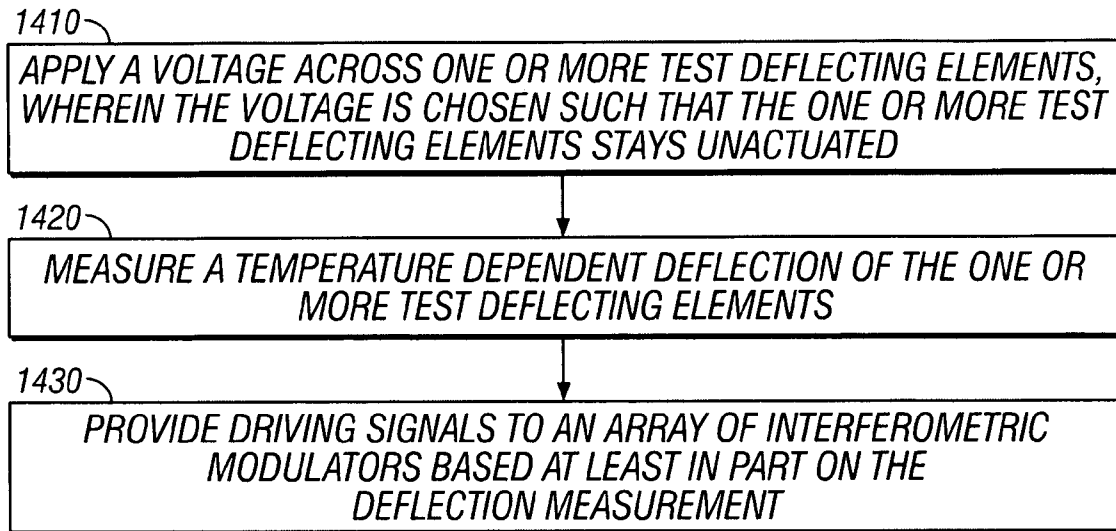 1410
APPLY A VOLTAGE ACROSS ONE OR MORE TEST DEFLECTING ELEMENTS,
WHEREIN THE VOLTAGE IS CHOSEN SUCH THAT THE ONE OR MORE TEST
DEFLECTING ELEMENTS STAYS UNACTUATED
1420
MEASURE A TEMPERATURE DEPENDENT DEFLECTION OF THE ONE OR
MORE TEST DEFLECTING ELEMENTS
1430
PROVIDE DRIVING SIGNALS TO AN ARRAY OF INTERFEROMETRIC
MODULATORS BASED AT LEAST IN PART ON THE
DEFLECTION MEASUREMENT